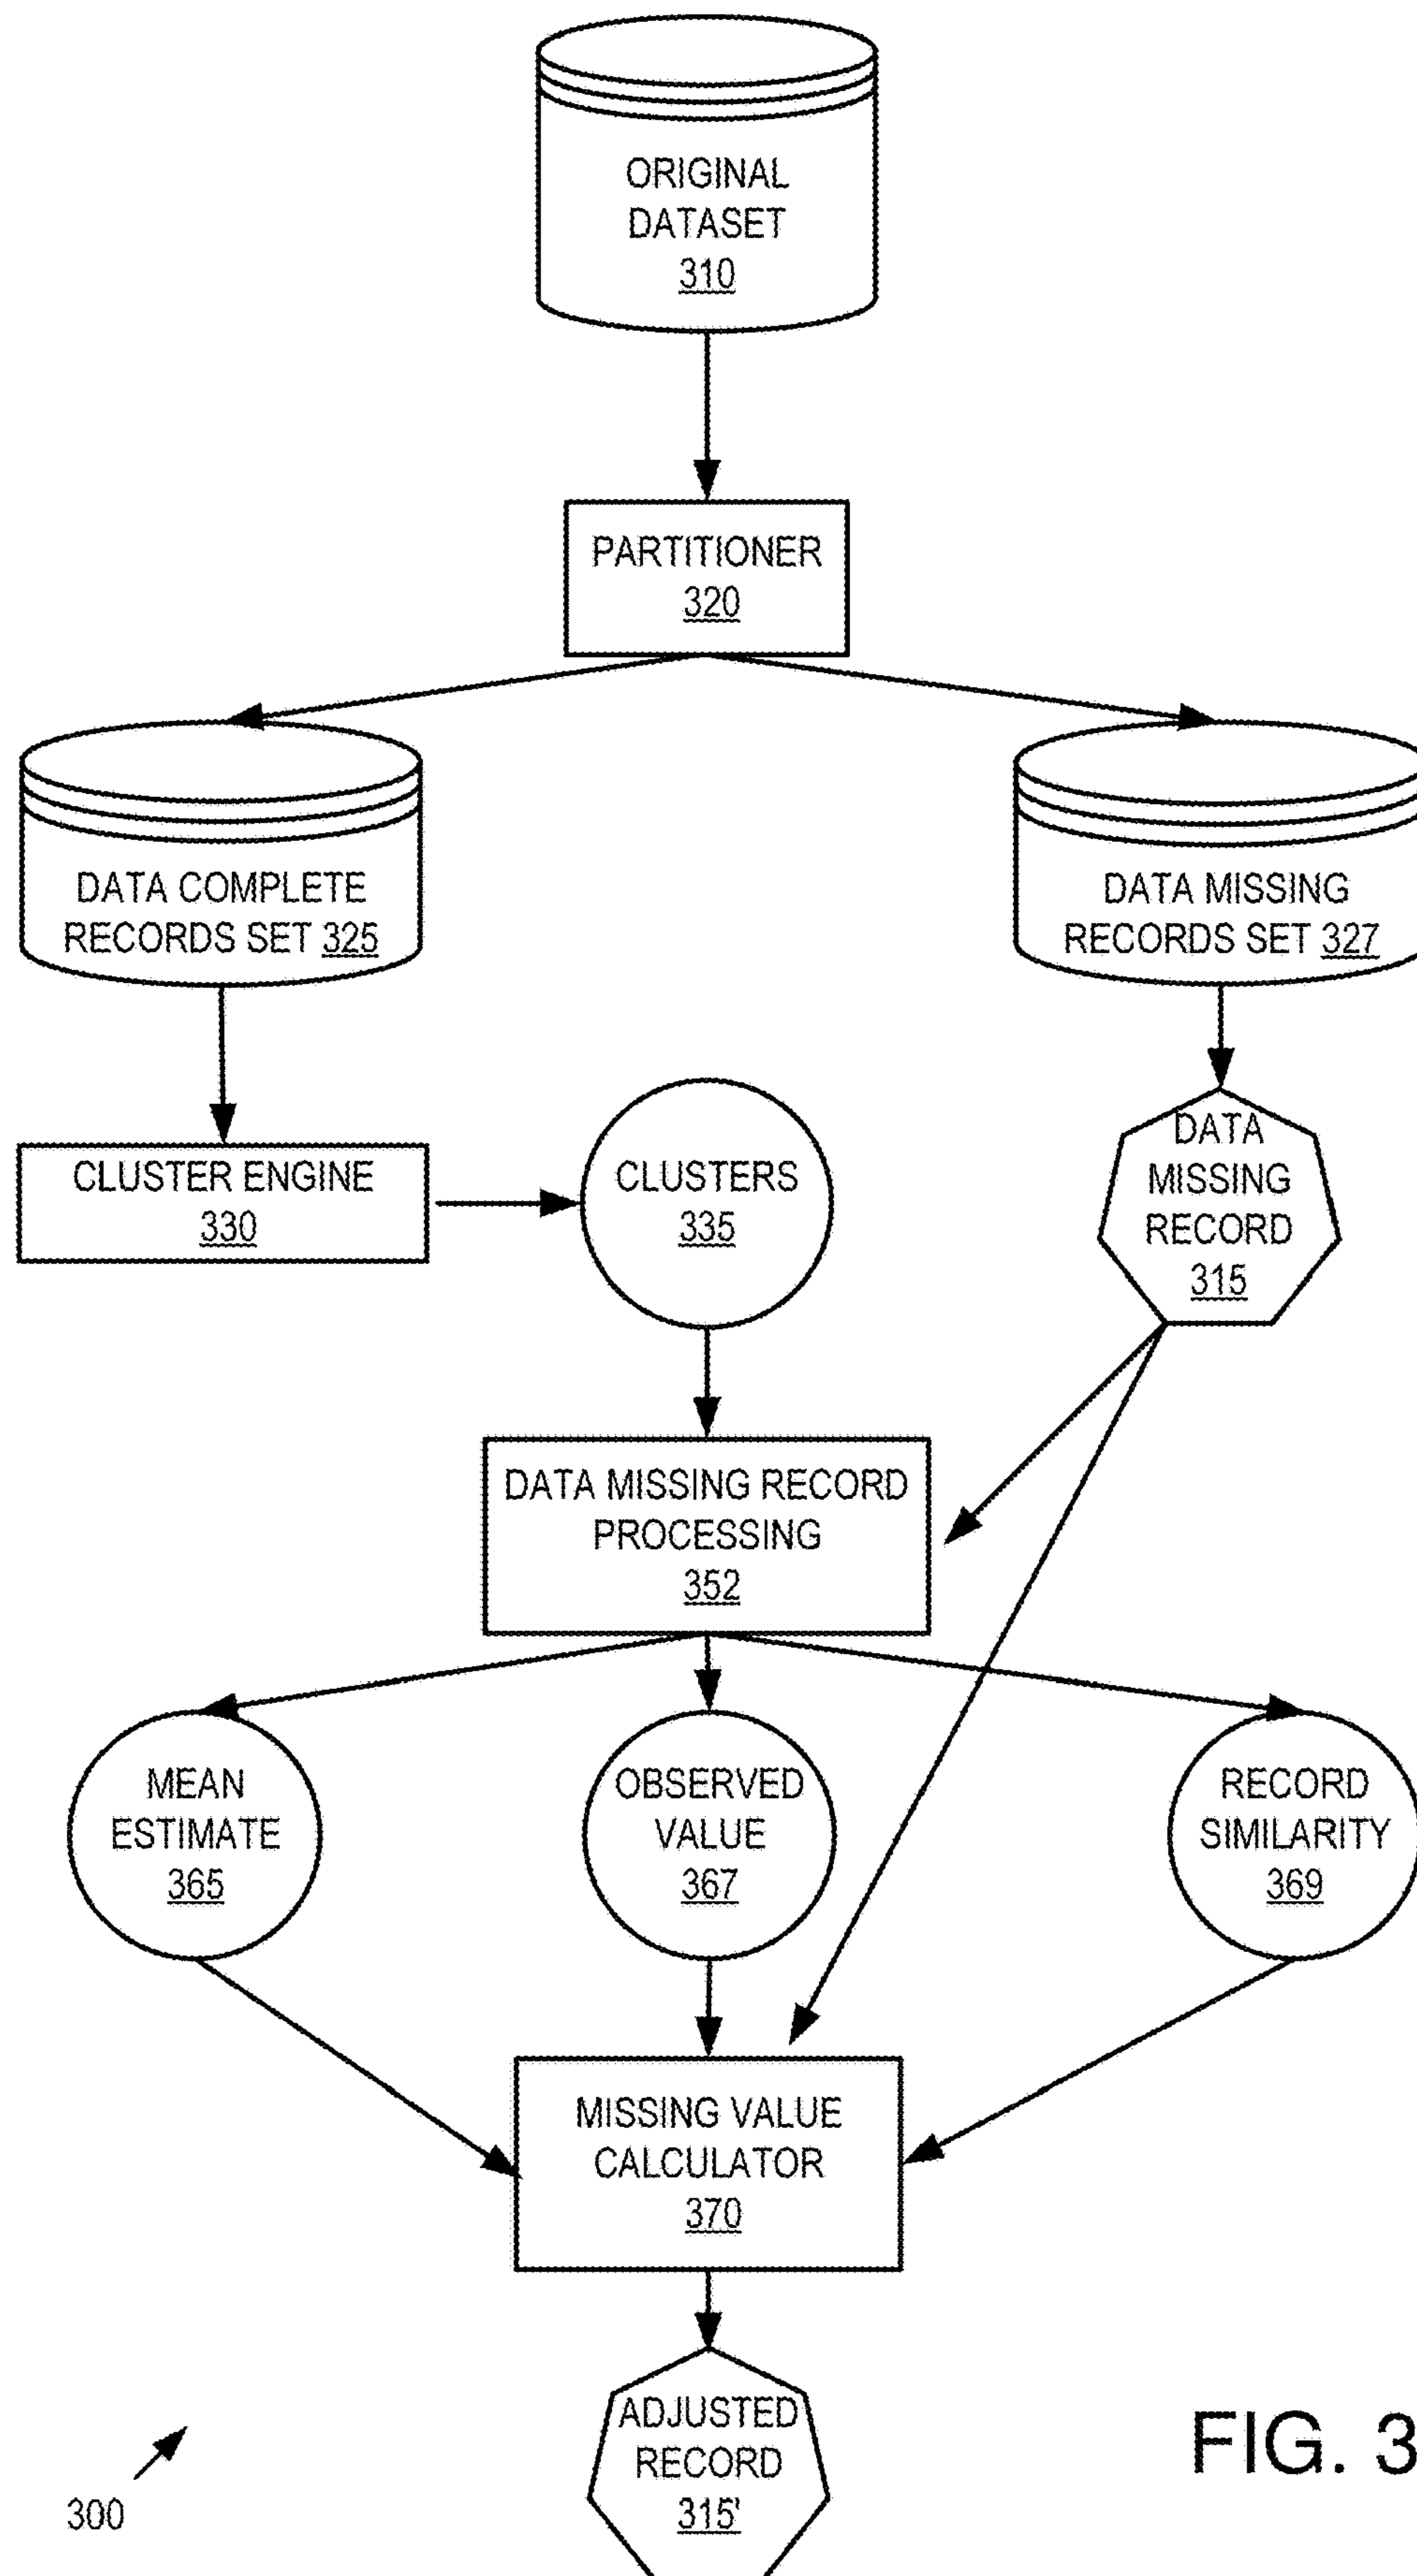 ORIGINAL
DATASET
310
PARTITIONER
320
DATA COMPLETE
RECORDS SET 325
DATA MISSING
RECORDS SET 327
CLUSTER ENGINE
330
CLUSTERS
335
DATA
MISSING
RECORD
315
DATA MISSING RECORD
PROCESSING
352
MEAN
ESTIMATE
365
OBSERVED
VALUE
367
RECORD
SIMILARITY
369
MISSING VALUE
CALCULATOR
370
ADJUSTED
RECORD
315'
300
FIG. 3